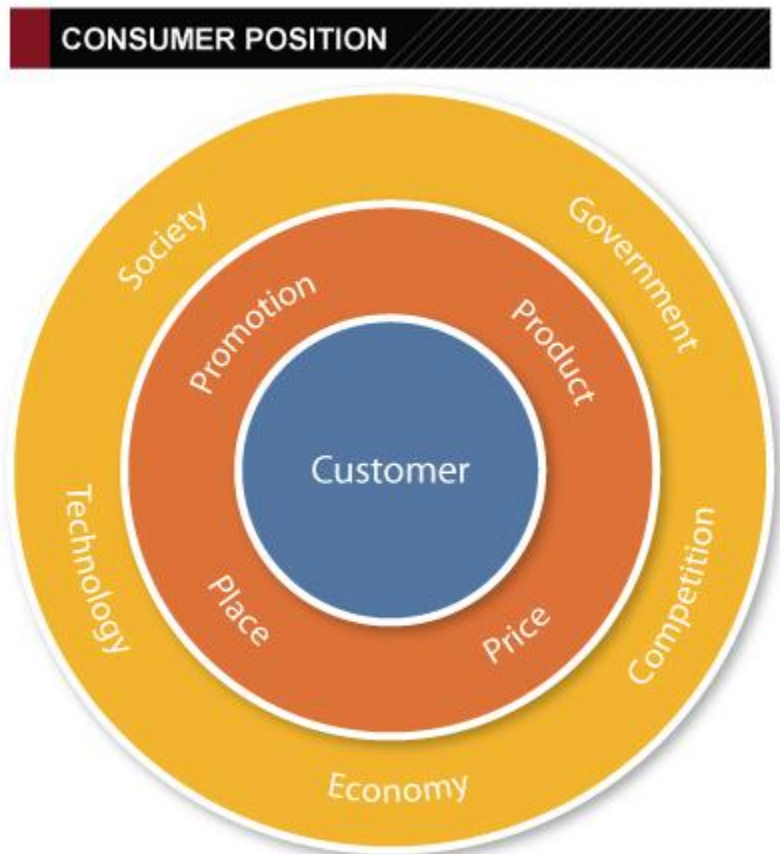 CONSUMER POSITION
Society
Government
Promotion
Product
Customer
Technology
Competition
Place
Price
Economy